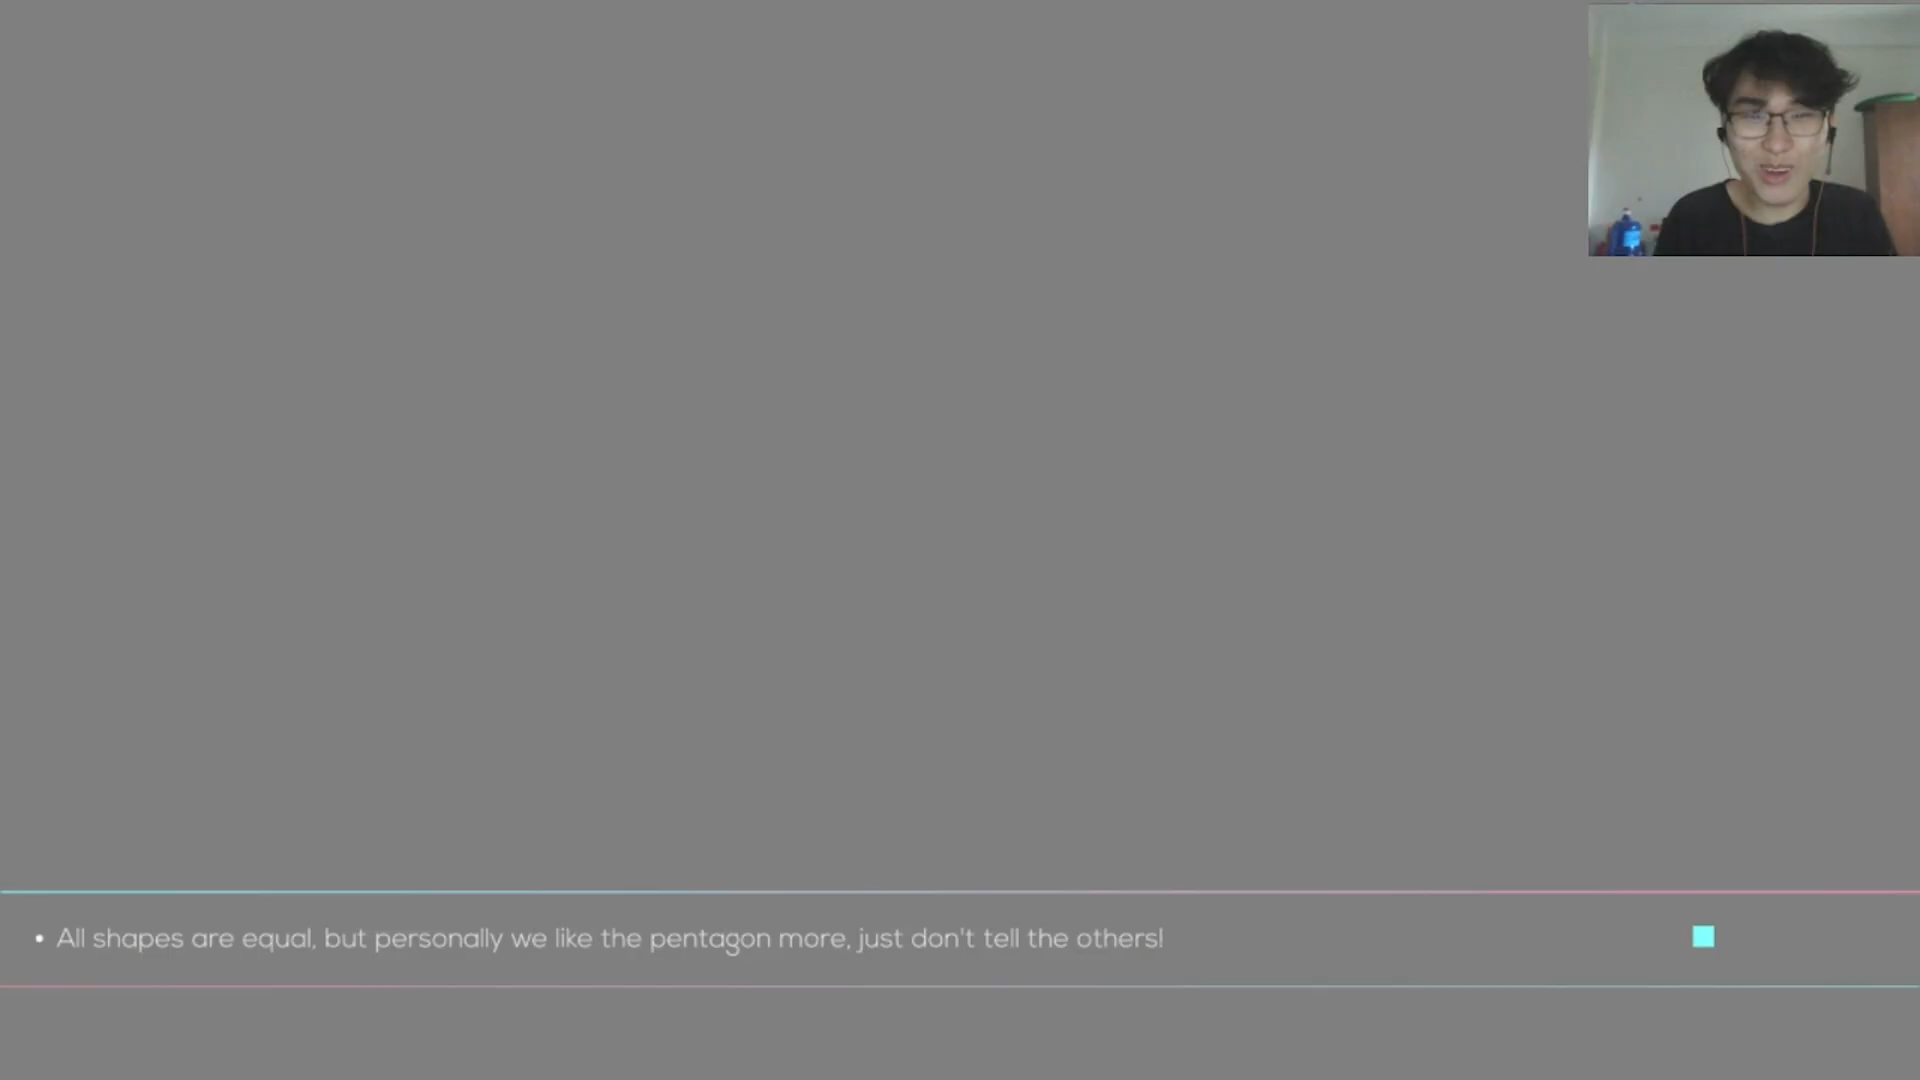 • All shapes are equal, but personally we like the pentagon more, just don't tell the others!